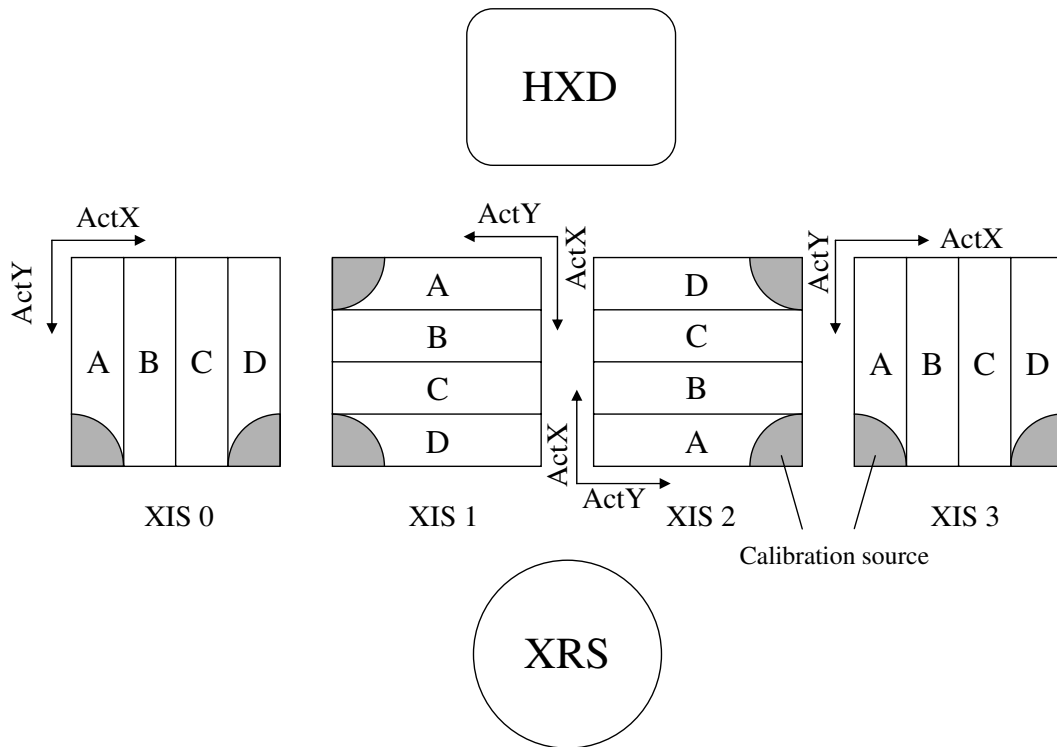 HXD
ActX
ActY
ActY
ActX
ActY
ActX
A B C D
A
B
C
D
D
C
B
A
A B C D
ActX
ActY
XIS 0
XIS 1
XIS 2
XIS 3
Calibration source
XRS